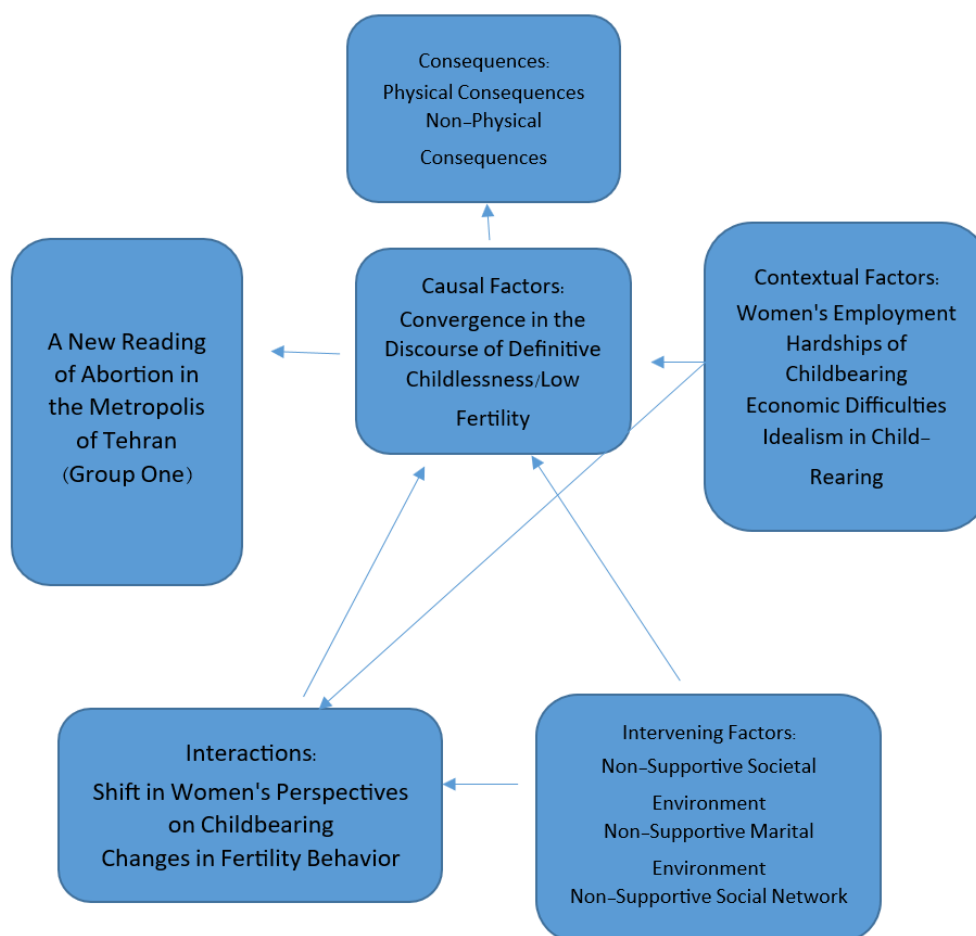 Consequences:
Physical Consequences
Non-Physical
Consequences
A New Reading
of Abortion in
the Metropolis
of Tehran
(Group One)
Causal Factors:
Convergence in the
Discourse of Definitive
Childlessness/Low
Fertility
Contextual Factors:
Women's Employment
Hardships of
Childbearing
Economic Difficulties
Idealism in Child-
Rearing
Interactions:
Shift in Women's Perspectives
on Childbearing
Changes in Fertility Behavior
Intervening Factors:
Non-Supportive Societal
Environment
Non-Supportive Marital
Environment
Non-Supportive Social Network